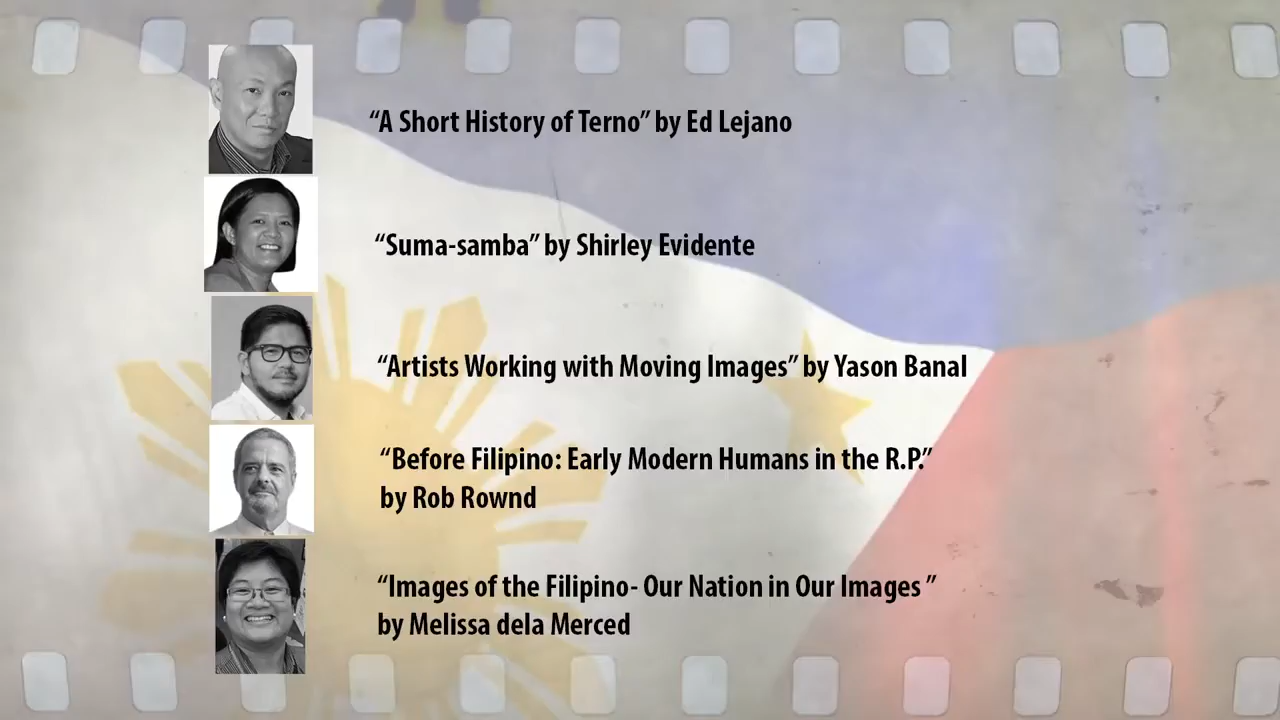 “A Short History of Terno” by Ed Lejano
“Suma-samba” by Shirley Evidente
“Artists Working with Moving Images” by Yason Banal
“Before Filipino: Early Modern Humans in the R.P.”
by Rob Rownd
“Images of the Filipino- Our Nation in Our Images ”
by Melissa dela Merced